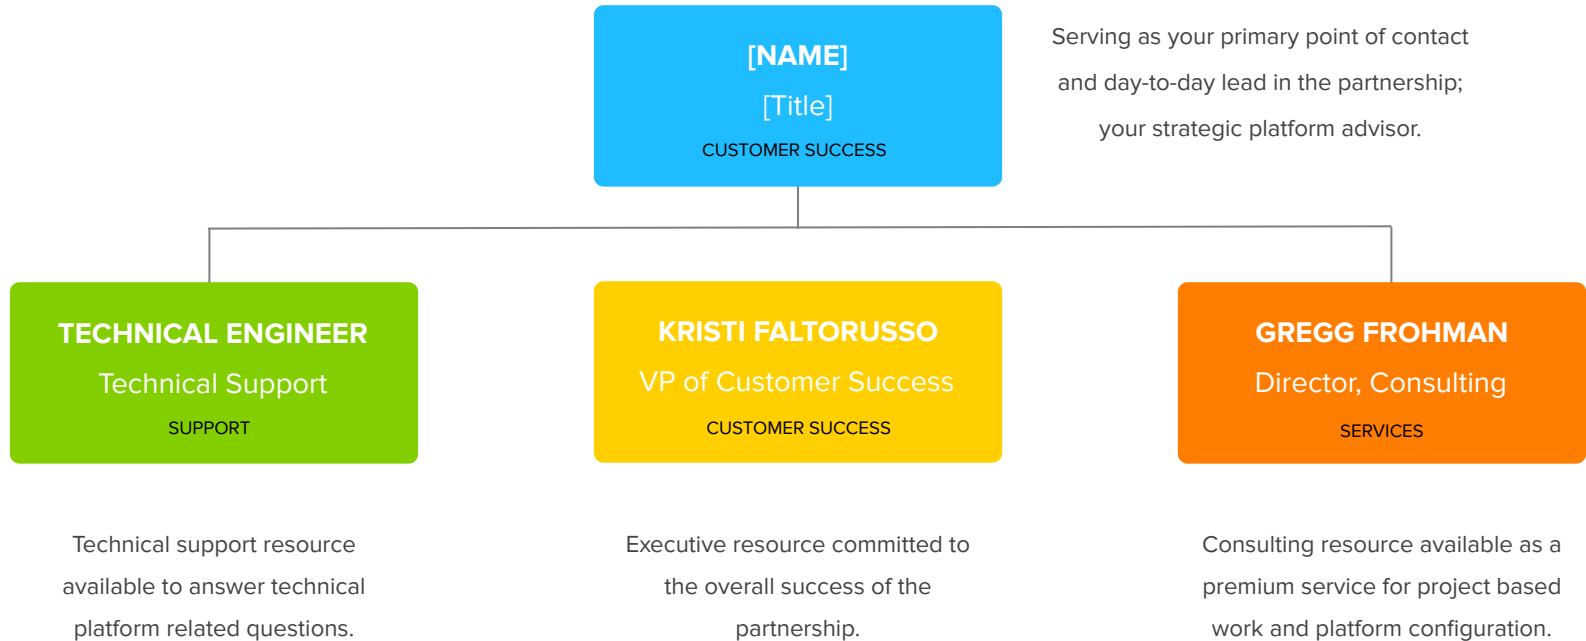 [NAME]
[Title]
CUSTOMER SUCCESS
Serving as your primary point of contact
and day-to-day lead in the partnership;
your strategic platform advisor.
TECHNICAL ENGINEER
Technical Support
SUPPORT
KRISTI FALTORUSSO
VP of Customer Success
CUSTOMER SUCCESS
GREGG FROHMAN
Director, Consulting
SERVICES
Technical support resource
available to answer technical
platform related questions.
Executive resource committed to
the overall success of the
partnership.
Consulting resource available as a
premium service for project based
work and platform configuration.